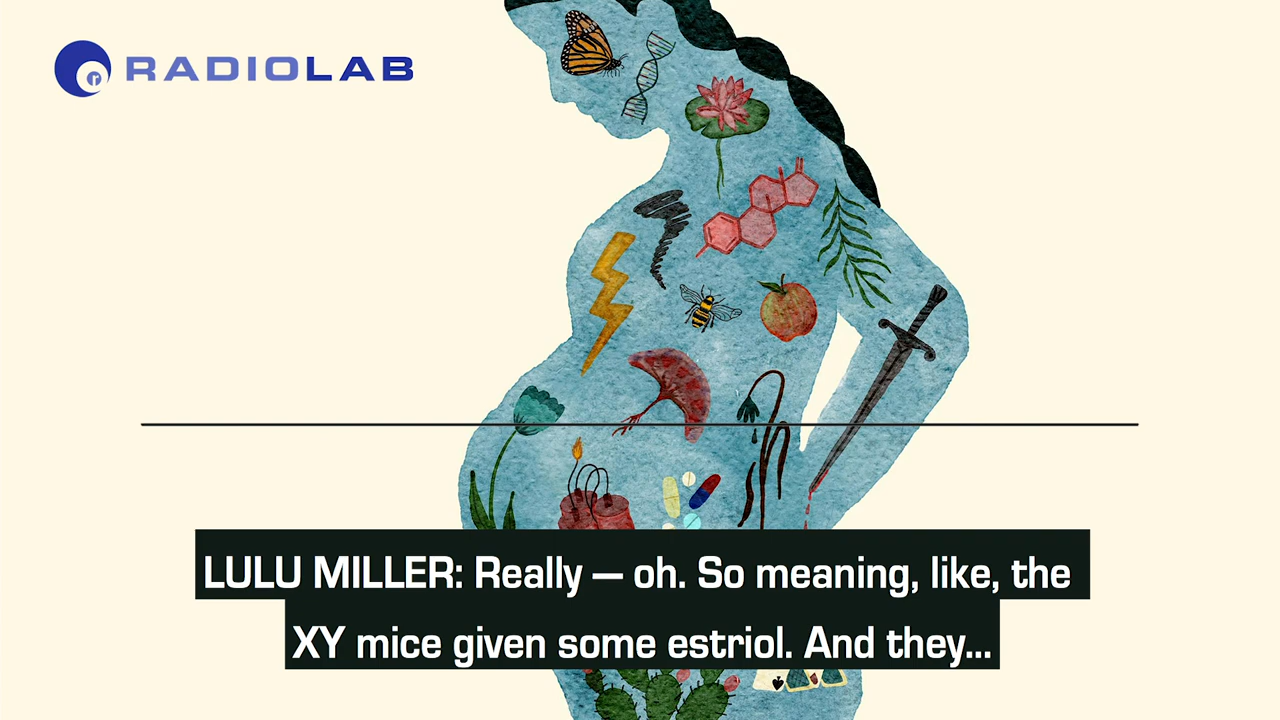 RADIOLAB
LULU MILLER: Really — oh. So meaning, like, the
XY mice given some estriol. And they...